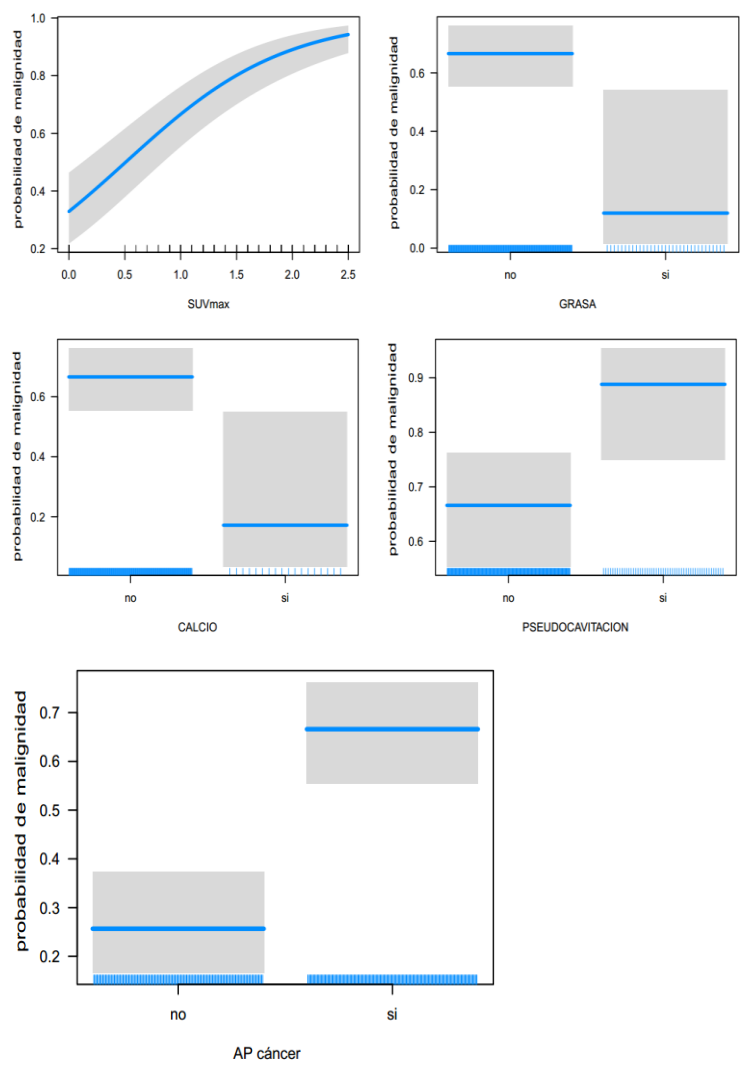 probabilidad de malignidad
1.0
0.8
0.6
0.4
0.2
0.0
0.5
1.0
1.5
2.0
2.5
SUVmax
probabilidad de malignidad
0.6
0.4
0.2
0.0
no
si
GRASA
probabilidad de malignidad
0.6
0.4
0.2
no
si
CALCIO
probabilidad de malignidad
0.9
0.8
0.7
0.6
no
si
PSEUDOCAVITACION
probabilidad de malignidad
0.7
0.6
0.5
0.4
0.3
0.2
no
si
AP cáncer